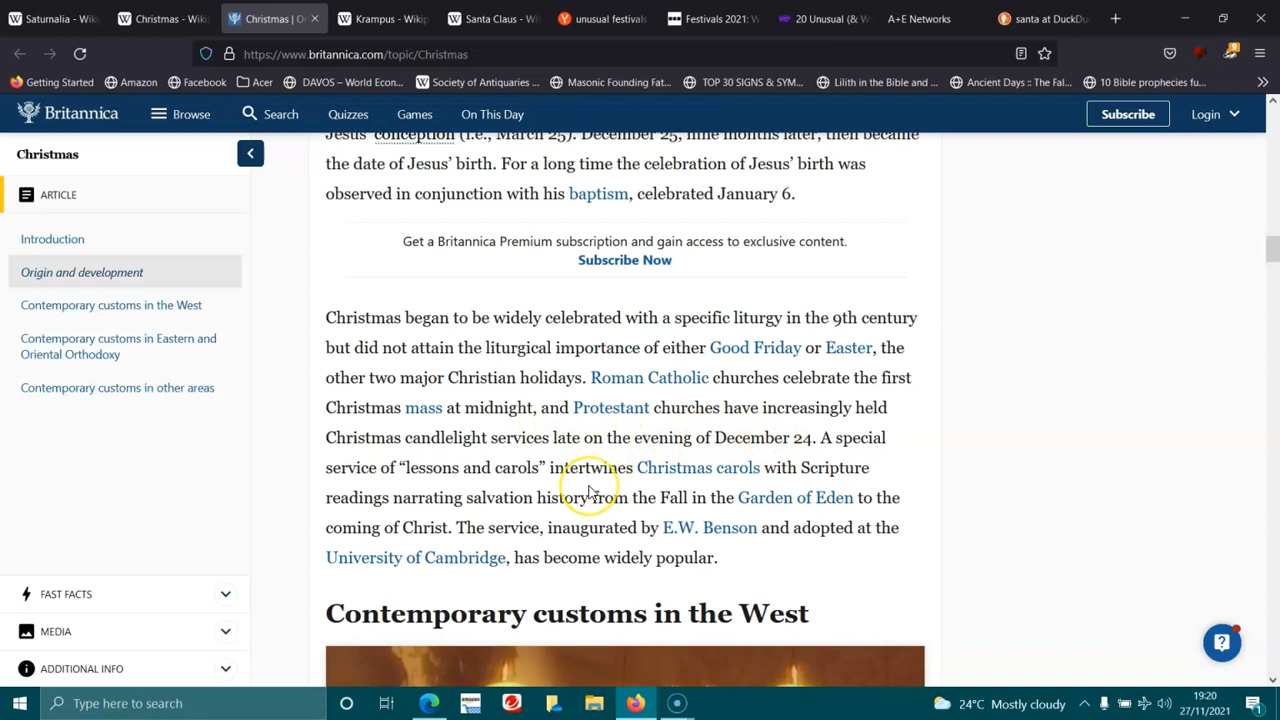 Saturnalia - Wi
Christmas - Wiki
Christmas | O
Krampus - Wikip
Santa Claus - Wi
unusual festivals
Festivals 2021: W
20 Unusual (& W
A+E Networks
santa at DuckDu
https://www.britannica.com/topic/Christmas
Getting Started
Amazon
Facebook
Acer
DAVOS – World Econ...
Society of Antiquaries ...
Masonic Founding Fat...
TOP 30 SIGNS & SYM...
Lilith in the Bible and ...
Ancient Days :: The Fal...
10 Bible prophecies fu...
Britannica
Browse
Search
Quizzes
Games
On This Day
Subscribe
Login
Christmas
ARTICLE
Introduction
Origin and development
Contemporary customs in the West
Contemporary customs in Eastern and
Oriental Orthodoxy
Contemporary customs in other areas
FAST FACTS
MEDIA
ADDITIONAL INFO
Jesus' conception (i.e., March 25). December 25, nine months later, then became
the date of Jesus' birth. For a long time the celebration of Jesus' birth was
observed in conjunction with his baptism, celebrated January 6.
Get a Britannica Premium subscription and gain access to exclusive content.
Subscribe Now
Christmas began to be widely celebrated with a specific liturgy in the 9th century
but did not attain the liturgical importance of either Good Friday or Easter, the
other two major Christian holidays. Roman Catholic churches celebrate the first
Christmas mass at midnight, and Protestant churches have increasingly held
Christmas candlelight services late on the evening of December 24. A special
service of “lessons and carols” intertwines Christmas carols with Scripture
readings narrating salvation history from the Fall in the Garden of Eden to the
coming of Christ. The service, inaugurated by E.W. Benson and adopted at the
University of Cambridge, has become widely popular.
Contemporary customs in the West
Type here to search
24°C Mostly cloudy
19:20
27/11/2021